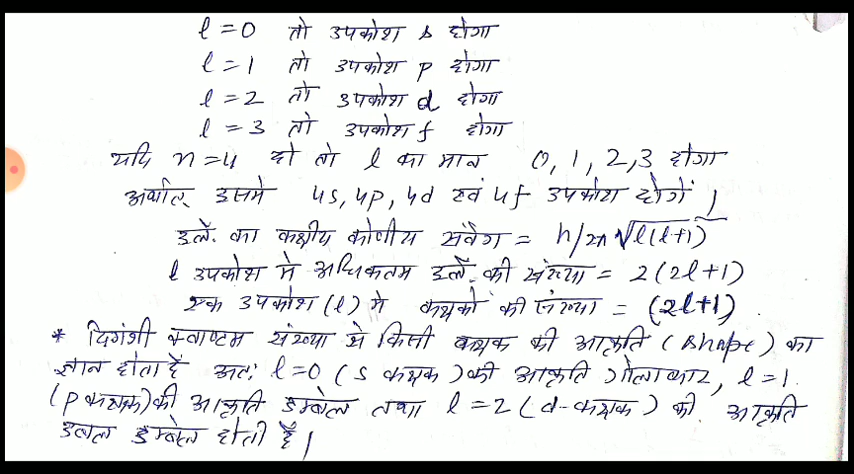 l = 0 तो उपकोश s होगा
l = 1 तो उपकोश p होगा
l = 2 तो उपकोश d होगा
l = 3 तो उपकोश f होगा
यदि n = 4 हो तो l का मान 0, 1, 2, 3 होगा
अर्थात् उसमे 4s, 4p, 4d एवं 4f उपकोश होगें।
इलें. का कक्षीय कोणीय संवेग = h/2π √l(l+1)
l उपकोश मे अधिकतम इलें. की संख्या = 2(2l+1)
एक उपकोश (l) मे कक्षकों की संख्या = (2l+1)
* दिगंशी क्वाण्टम संख्या से किसी कक्षक की आकृति (shape) का
ज्ञान होता हैं अत: l = 0 (s कक्षक) की आकृति गोलाकार, l = 1
(p कक्षक) की आकृति डम्बेल तथा l = 2 (d-कक्षक) की आकृति
डबल डम्बेल होती हैं।